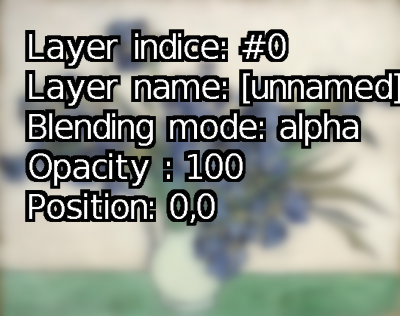 Layer indice: #0
Layer name: [unnamed]
Blending mode: alpha
Opacity : 100
Position: 0,0